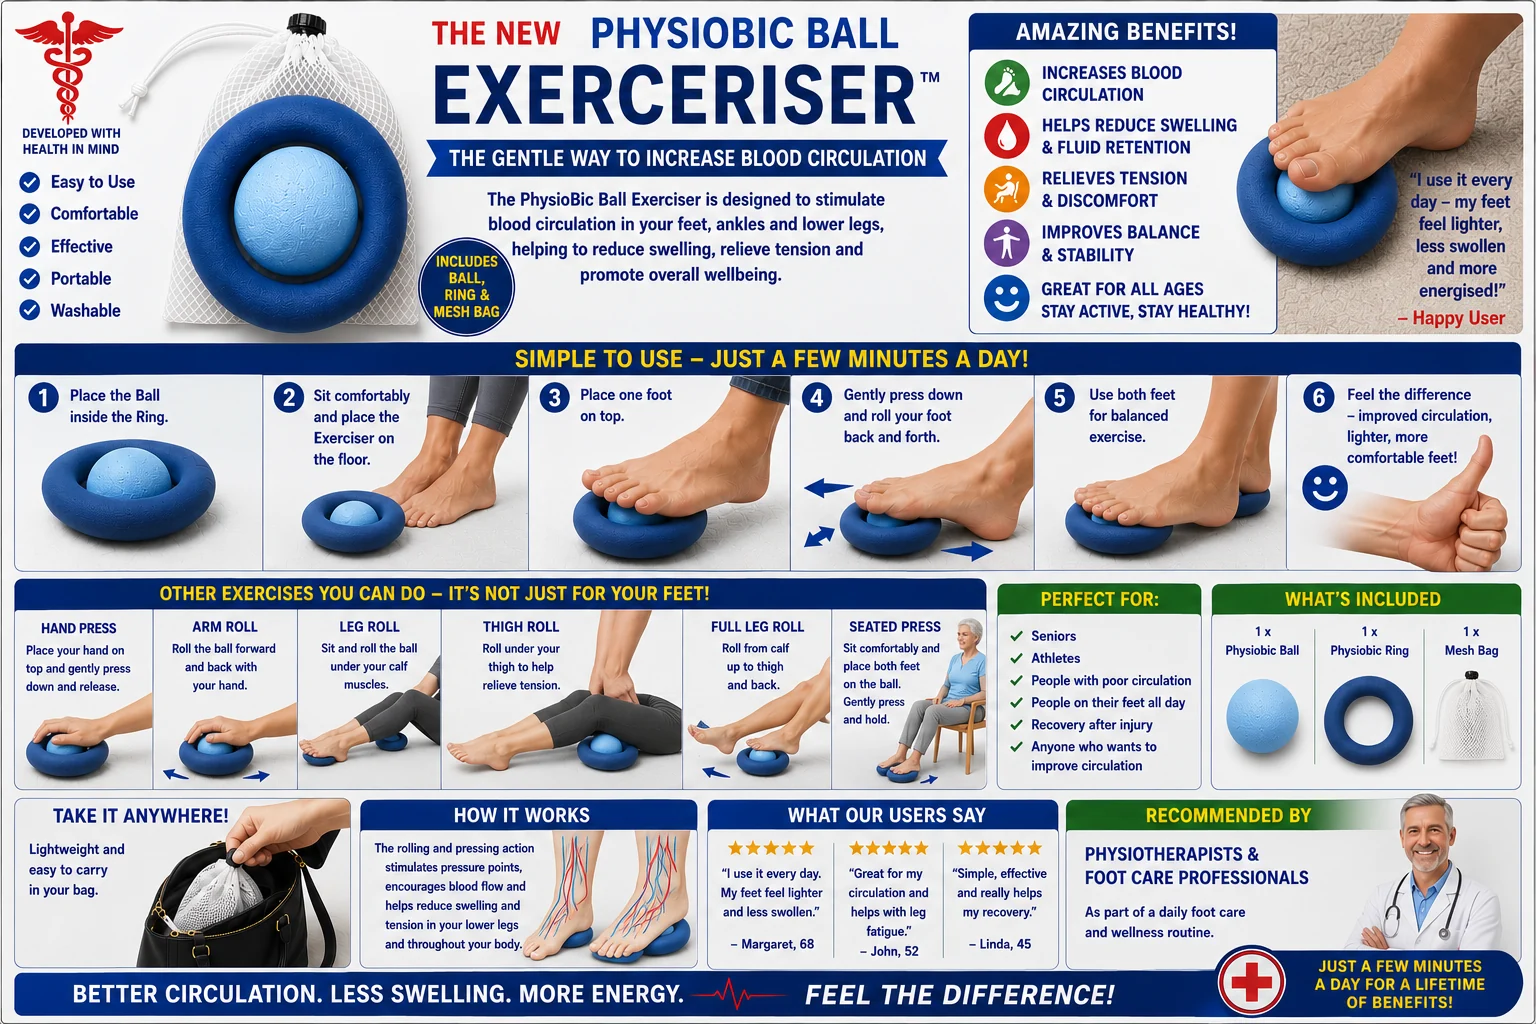 DEVELOPED WITH
HEALTH IN MIND
Easy to Use
Comfortable
Effective
Portable
Washable
THE NEW PHYSIOBIC BALL
EXERCERISER™
THE GENTLE WAY TO INCREASE BLOOD CIRCULATION
The PhysioBic Ball Exerciser is designed to stimulate
blood circulation in your feet, ankles and lower legs,
helping to reduce swelling, relieve tension and
promote overall wellbeing.
INCLUDES
BALL,
RING &
MESH BAG
AMAZING BENEFITS!
INCREASES BLOOD
CIRCULATION
HELPS REDUCE SWELLING
& FLUID RETENTION
RELIEVES TENSION
& DISCOMFORT
IMPROVES BALANCE
& STABILITY
GREAT FOR ALL AGES
STAY ACTIVE, STAY HEALTHY!
“I use it every
day – my feet
feel lighter,
less swollen
and more
energised!”
– Happy User
SIMPLE TO USE – JUST A FEW MINUTES A DAY!
1
Place the Ball
inside the Ring.
2
Sit comfortably
and place the
Exerciser on
the floor.
3
Place one foot
on top.
4
Gently press down
and roll your foot
back and forth.
5
Use both feet
for balanced
exercise.
6
Feel the difference
– improved circulation,
lighter, more
comfortable feet!
OTHER EXERCISES YOU CAN DO – IT’S NOT JUST FOR YOUR FEET!
HAND PRESS
Place your hand on
top and gently press
down and release.
ARM ROLL
Roll the ball forward
and back with
your hand.
LEG ROLL
Sit and roll the ball
under your calf
muscles.
THIGH ROLL
Roll under your
thigh to help
relieve tension.
FULL LEG ROLL
Roll from calf
up to thigh
and back.
SEATED PRESS
Sit comfortably and
place both feet
on the ball.
Gently press
and hold.
PERFECT FOR:
Seniors
Athletes
People with poor circulation
People on their feet all day
Recovery after injury
Anyone who wants to
improve circulation
WHAT’S INCLUDED
1 x
Physiobic Ball
1 x
Physiobic Ring
1 x
Mesh Bag
TAKE IT ANYWHERE!
Lightweight and
easy to carry
in your bag.
HOW IT WORKS
The rolling and pressing action
stimulates pressure points,
encourages blood flow and
helps reduce swelling and
tension in your lower legs
and throughout your body.
WHAT OUR USERS SAY
“I use it every day.
My feet feel lighter
and less swollen.”
– Margaret, 68
“Great for my
circulation and
helps with leg
fatigue.”
– John, 52
“Simple, effective
and really helps
my recovery.”
– Linda, 45
RECOMMENDED BY
PHYSIOTHERAPISTS &
FOOT CARE PROFESSIONALS
As part of a daily foot care
and wellness routine.
BETTER CIRCULATION. LESS SWELLING. MORE ENERGY.
FEEL THE DIFFERENCE!
JUST A FEW MINUTES
A DAY FOR A LIFETIME
OF BENEFITS!